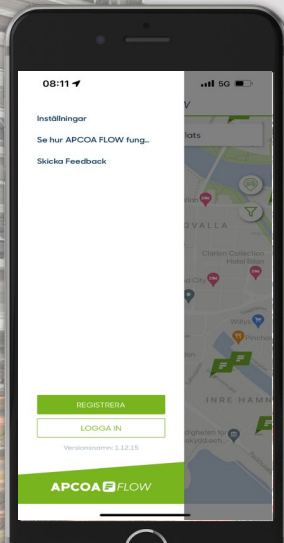 08:11
5G
Inställningar
Se hur APCOA FLOW fung...
Skicka Feedback
Clarion Collection
Hotel Bilan
Willys
INRE HAMN
REGISTRERA
LOGGA IN
Versionsnamn: 1.12.15
APCOA FLOW